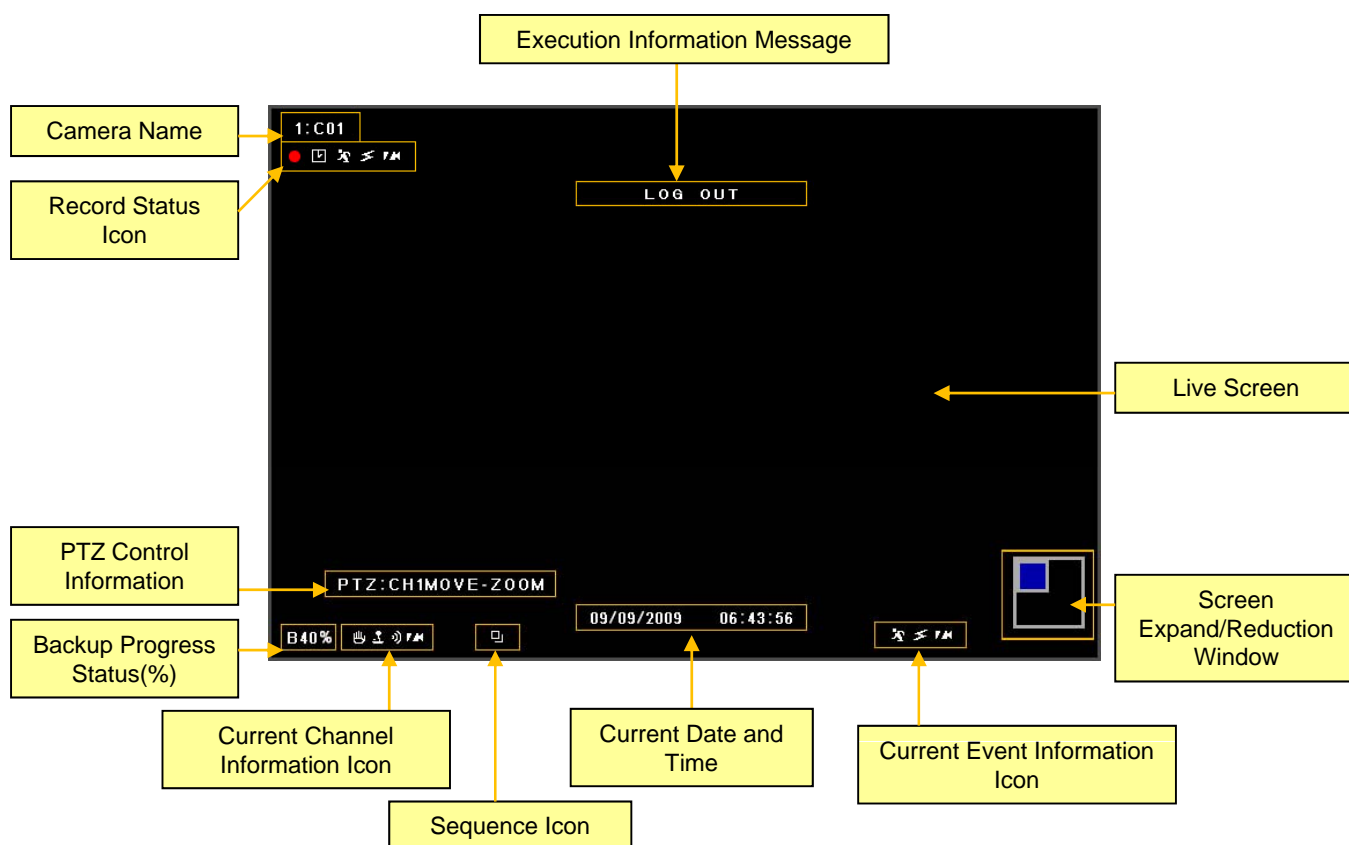 Execution Information Message
Camera Name
1:C01
Record Status
Icon
LOG OUT
Live Screen
PTZ Control
Information
PTZ:CH1MOVE-ZOOM
Screen
Expand/Reduction
Window
09/09/2009 06:43:56
B40%
Backup Progress
Status(%)
Current Channel
Information Icon
Current Date and
Time
Current Event Information
Icon
Sequence Icon